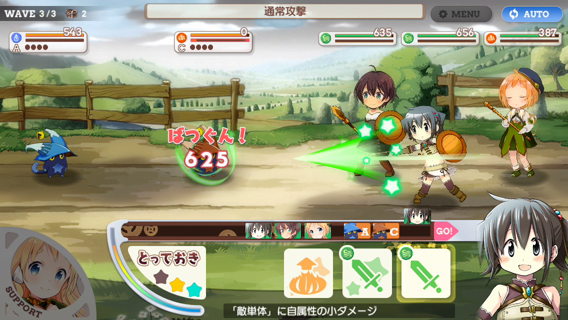 WAVE 3/3 2
通常攻撃
MENU
AUTO
543
A
0
C
635
656
387
ばつぐん!
625
A
C
GO!
とっておき
SUPPORT
「敵単体」に自属性の小ダメージ